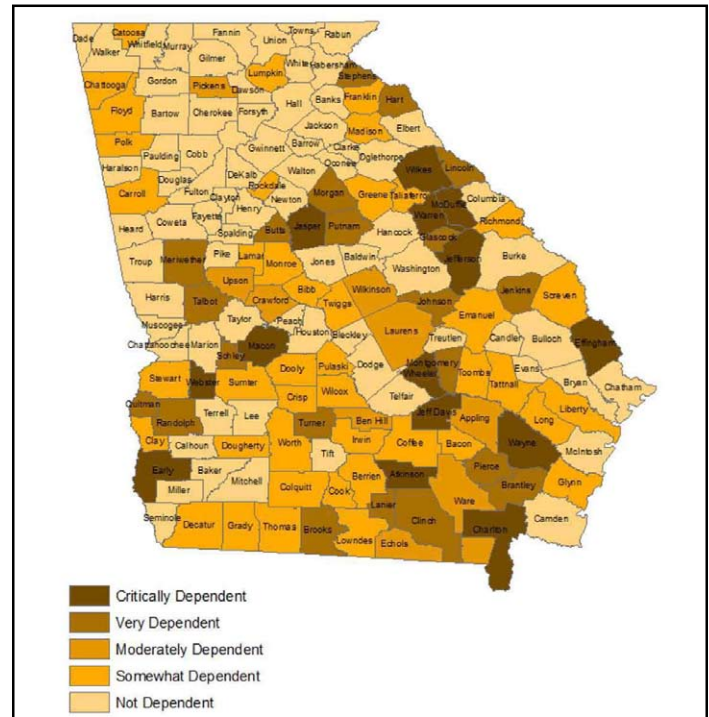 Dade
Catoosa
Walker
Whitfield
Murray
Fannin
Union
Towns
Rabun
Gilmer
White
Habersham
Stephens
Chattooga
Gordon
Pickens
Lumpkin
Dawson
Hall
Banks
Franklin
Hart
Floyd
Bartow
Cherokee
Forsyth
Jackson
Madison
Elbert
Polk
Paulding
Cobb
Gwinnett
Barrow
Clarke
Oconee
Oglethorpe
Haralson
Douglas
DeKalb
Walton
Wilkes
Lincoln
Carroll
Fulton
Clayton
Rockdale
Newton
Morgan
Greene
Taliaferro
McDuffie
Columbia
Coweta
Fayette
Henry
Warren
Richmond
Heard
Spalding
Butts
Jasper
Putnam
Hancock
Glascock
Jefferson
Burke
Troup
Meriwether
Pike
Lamar
Monroe
Jones
Baldwin
Washington
Harris
Talbot
Upson
Bibb
Wilkinson
Johnson
Jenkins
Screven
Crawford
Twiggs
Emanuel
Muscogee
Taylor
Peach
Houston
Laurens
Chattahoochee
Marion
Macon
Bleckley
Treutlen
Candler
Bulloch
Effingham
Schley
Dooly
Pulaski
Dodge
Montgomery
Wheeler
Toombs
Evans
Bryan
Chatham
Stewart
Webster
Sumter
Wilcox
Telfair
Tattnall
Crisp
Quitman
Randolph
Terrell
Lee
Turner
Ben Hill
Jeff Davis
Appling
Long
Liberty
Clay
Calhoun
Dougherty
Worth
Irwin
Coffee
Bacon
Wayne
McIntosh
Early
Baker
Tift
Pierce
Miller
Mitchell
Colquitt
Cook
Berrien
Atkinson
Ware
Brantley
Glynn
Seminole
Decatur
Grady
Thomas
Brooks
Lanier
Clinch
Charlton
Camden
Lowndes
Echols
Critically Dependent
Very Dependent
Moderately Dependent
Somewhat Dependent
Not Dependent